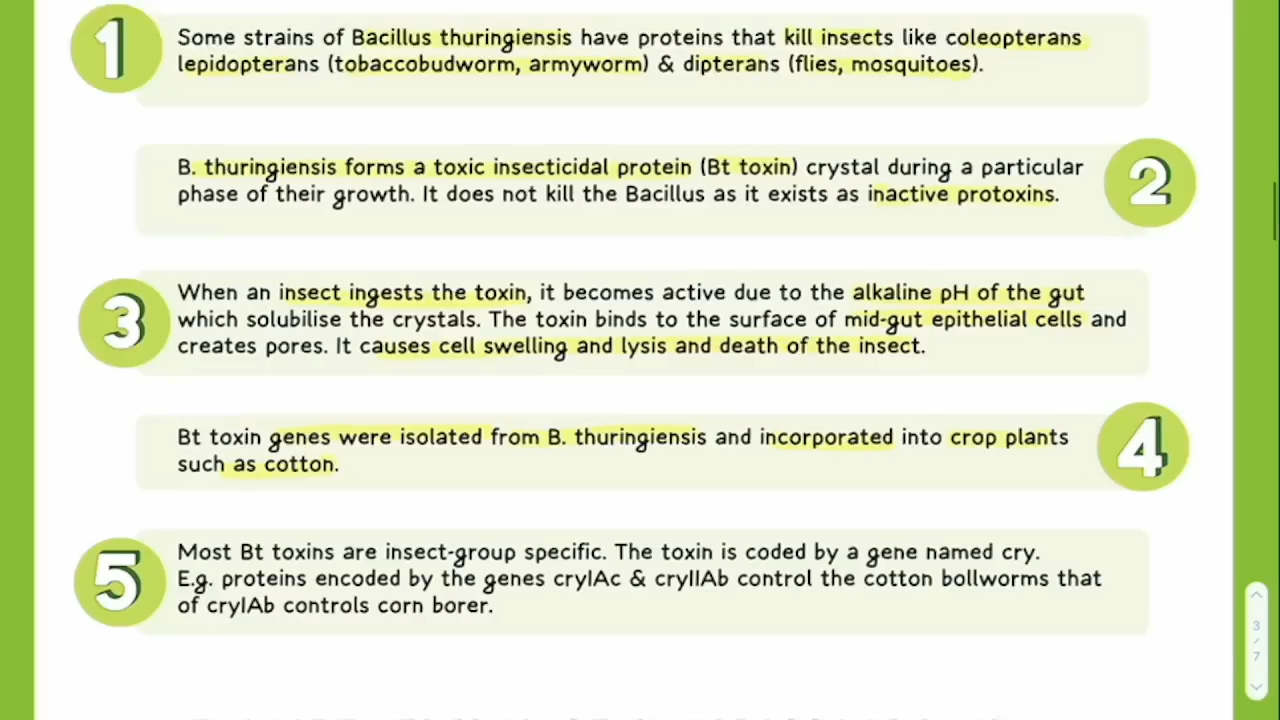 1
Some strains of Bacillus thuringiensis have proteins that kill insects like coleopterans
lepidopterans (tobaccobudworm, armyworm) & dipterans (flies, mosquitoes).
B. thuringiensis forms a toxic insecticidal protein (Bt toxin) crystal during a particular
phase of their growth. It does not kill the Bacillus as it exists as inactive protoxins.
2
3
When an insect ingests the toxin, it becomes active due to the alkaline pH of the gut
which solubilise the crystals. The toxin binds to the surface of mid-gut epithelial cells and
creates pores. It causes cell swelling and lysis and death of the insect.
Bt toxin genes were isolated from B. thuringiensis and incorporated into crop plants
such as cotton.
4
5
Most Bt toxins are insect-group specific. The toxin is coded by a gene named cry.
E.g. proteins encoded by the genes cryIAc & cryIIAb control the cotton bollworms that
of cryIAb controls corn borer.
3
/
7